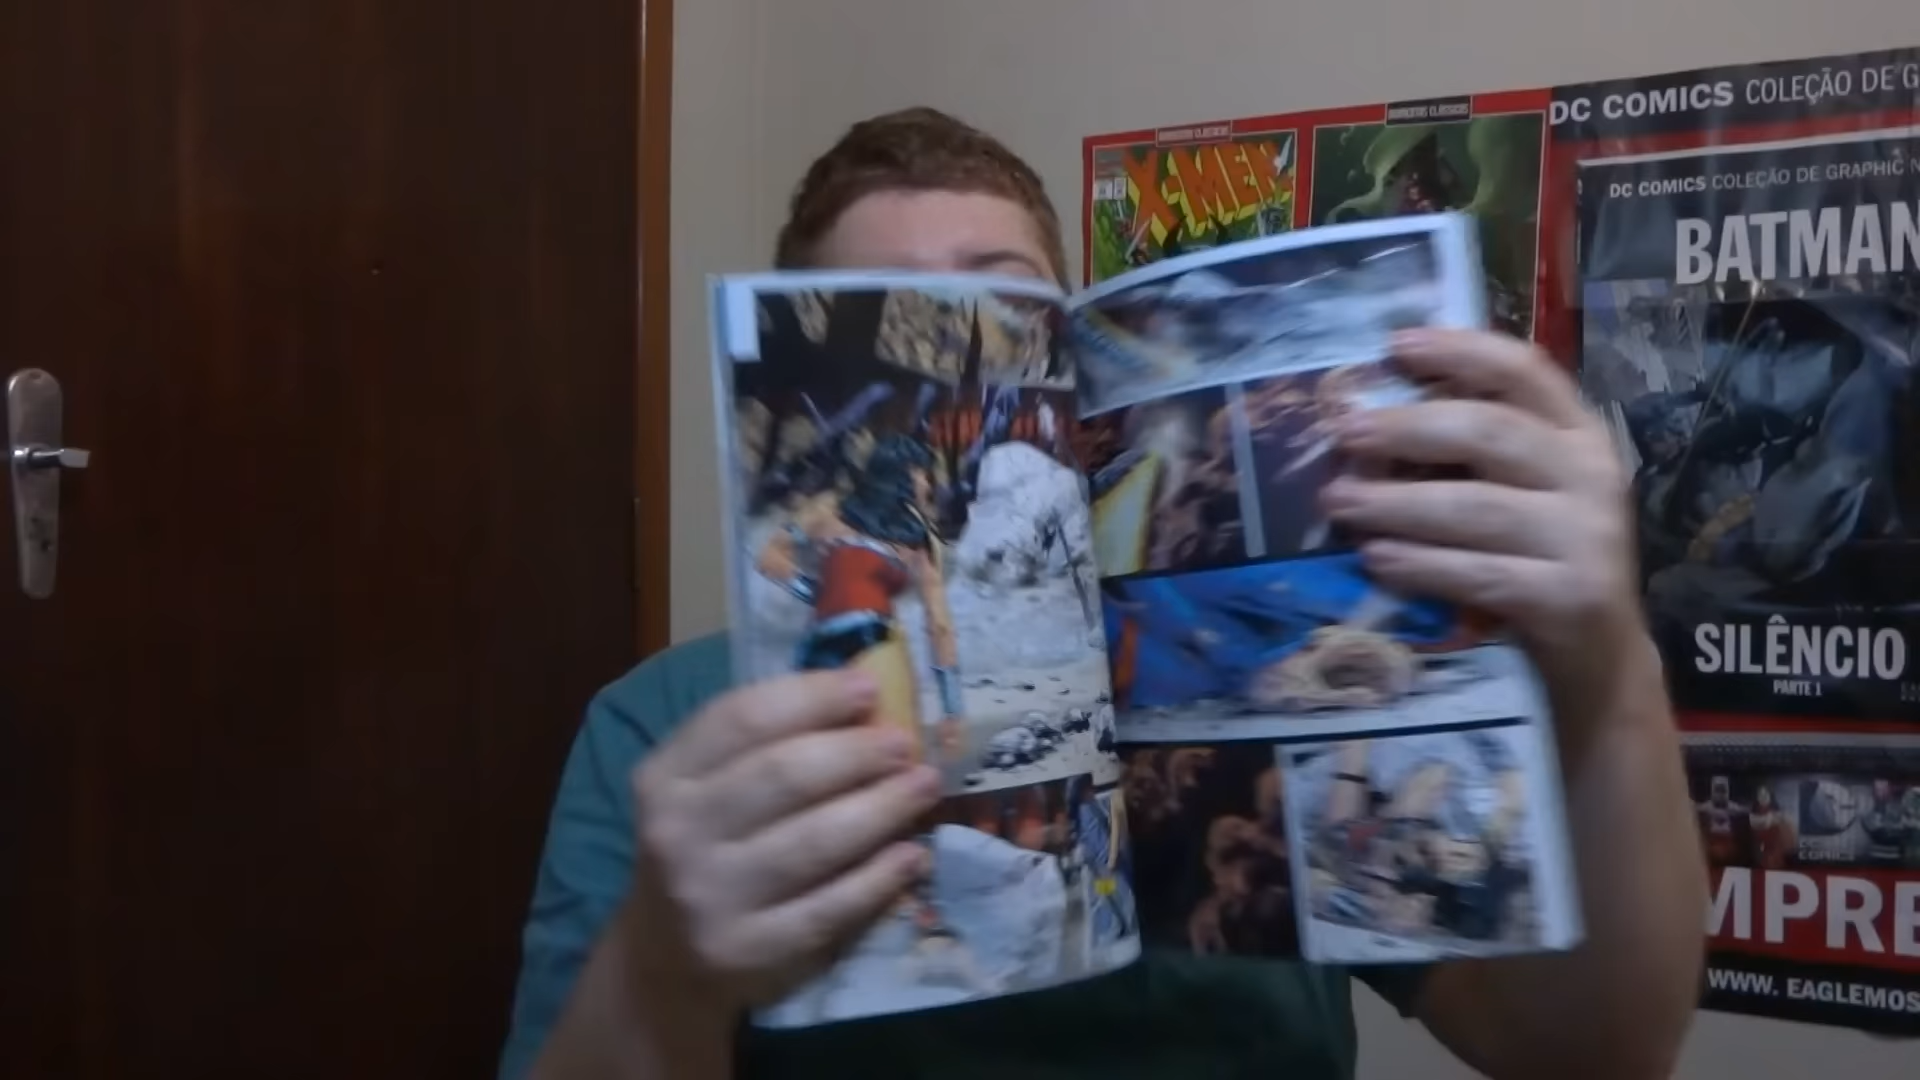 X-MEN
DC COMICS COLEÇÃO DE G
DC COMICS COLEÇÃO DE GRAPHIC N
BATMAN
SILÊNCIO
PARTE 1
MPRE
WWW. EAGLEMOS